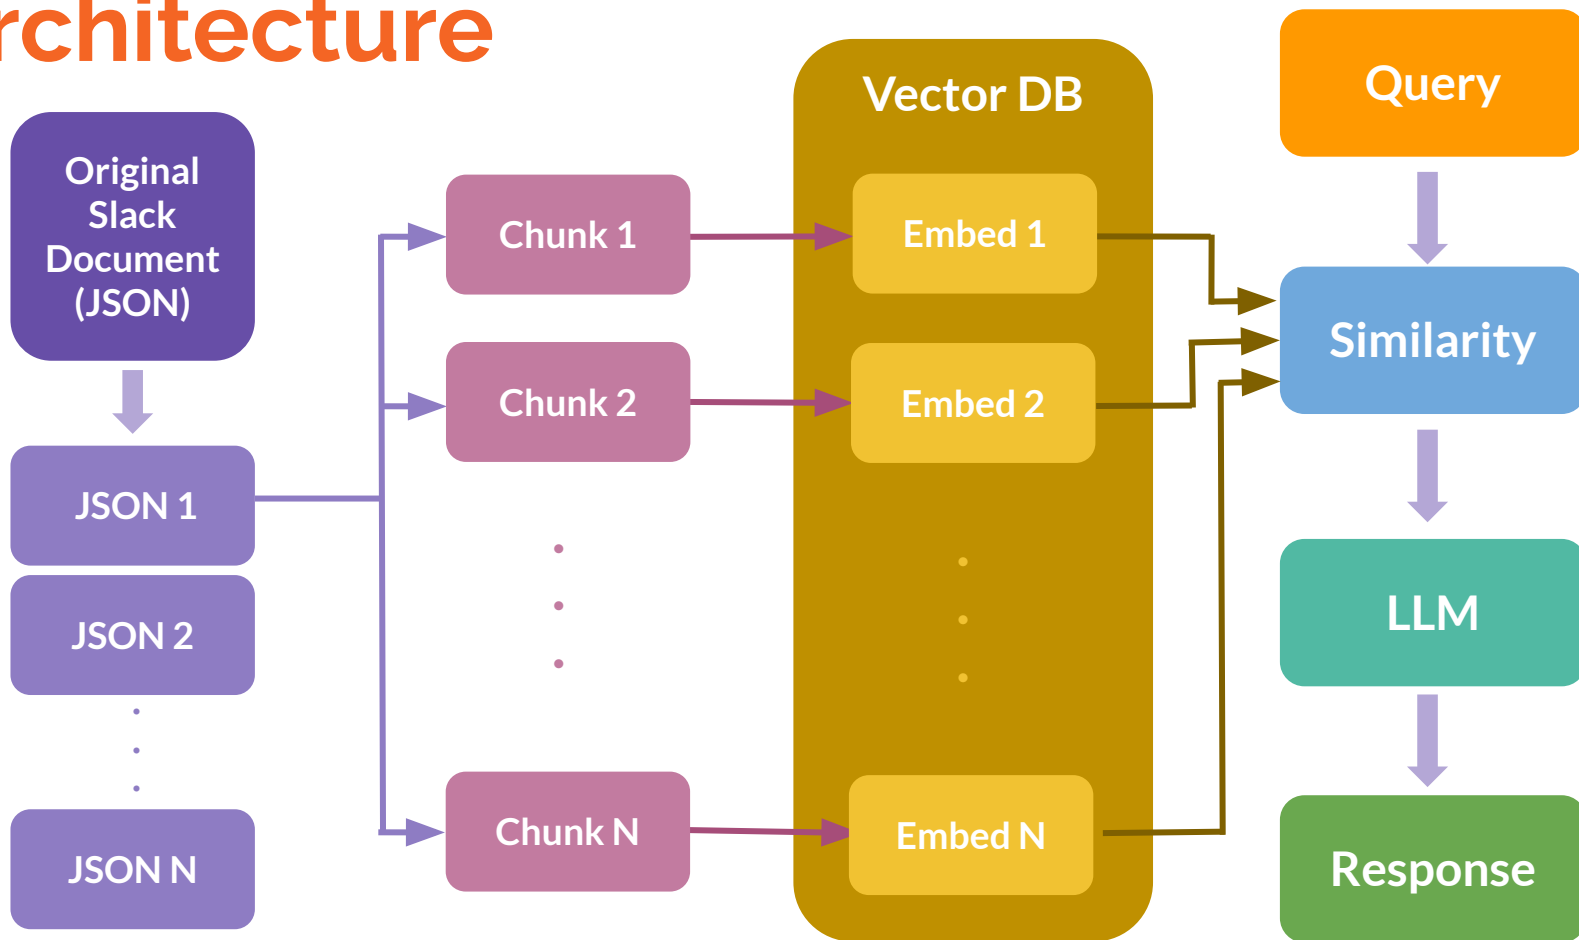 rchitecture
Original
Slack
Document
(JSON)
JSON 1
JSON 2
JSON N
Chunk 1
Chunk 2
Chunk N
Vector DB
Embed 1
Embed 2
Embed N
Query
Similarity
LLM
Response